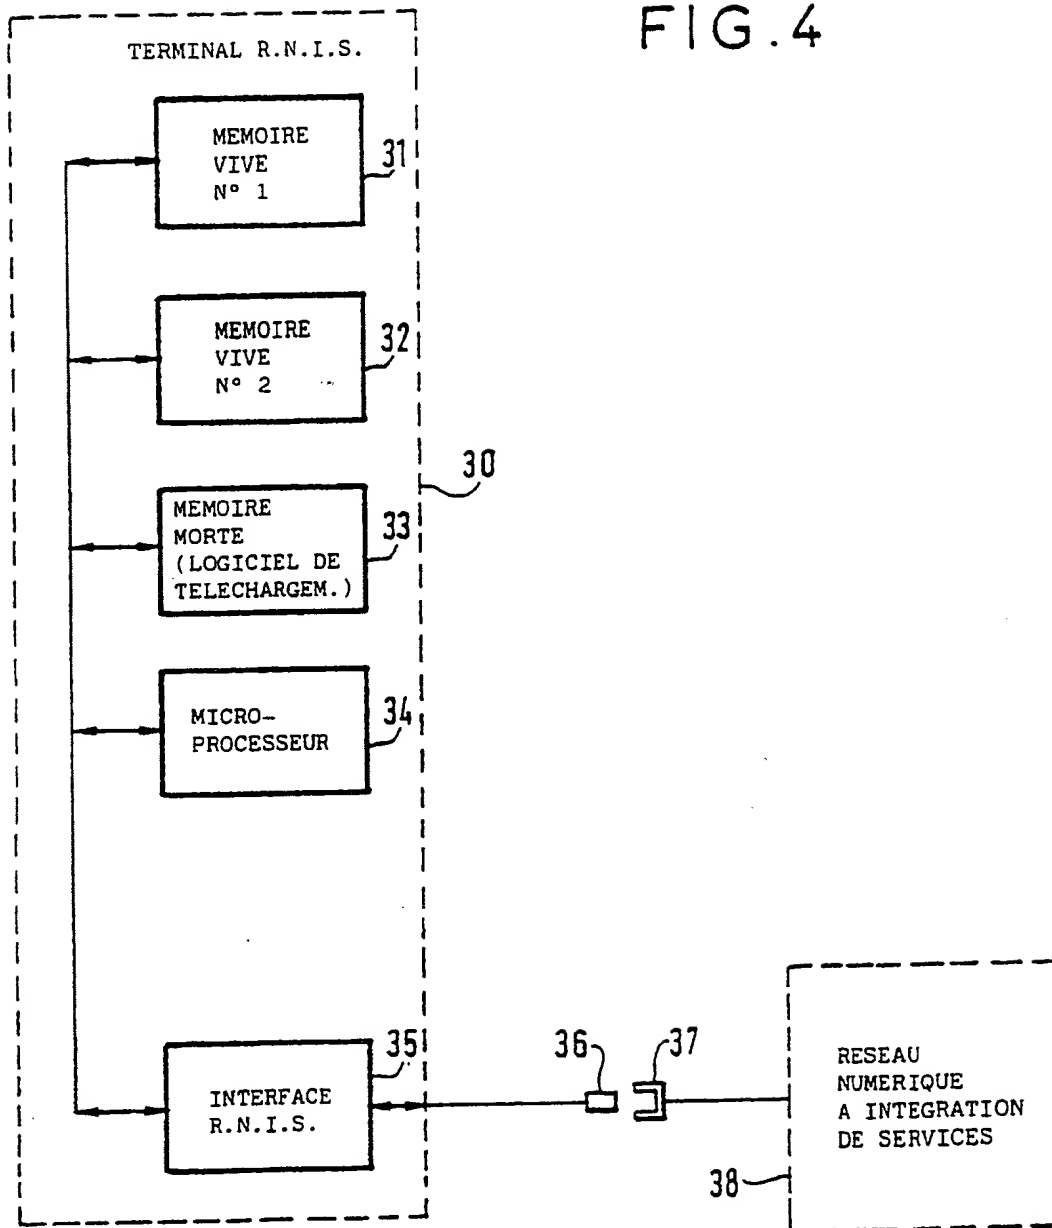 FIG.4
TERMINAL R.N.I.S.
MEMOIRE
VIVE
N° 1
31
MEMOIRE
VIVE
N° 2
32
30
MEMOIRE
MORTE
(LOGICIEL DE
TELECHARGEM.)
33
MICRO-
PROCESSEUR
34
INTERFACE
R.N.I.S.
35
36
37
RESEAU
NUMERIQUE
A INTEGRATION
DE SERVICES
38